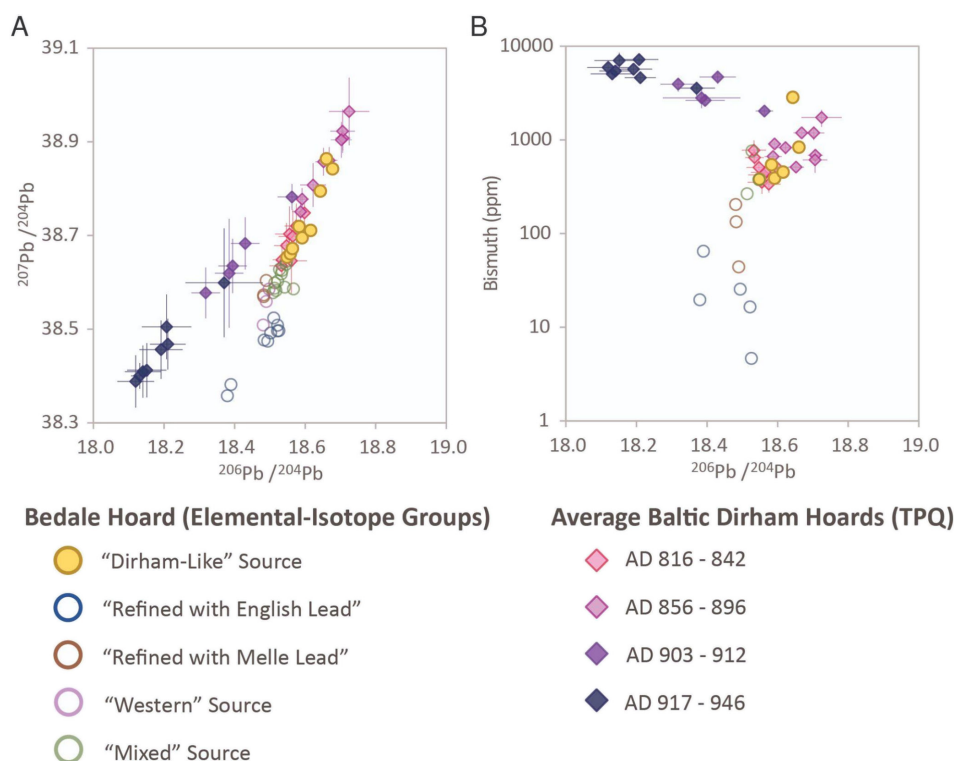 A
B
39.1
38.9
38.7
38.5
38.3
²⁰⁷Pb /²⁰⁴Pb
18.0 18.2 18.4 18.6 18.8 19.0
²⁰⁶Pb /²⁰⁴Pb
10000
1000
100
10
1
Bismuth (ppm)
18.0 18.2 18.4 18.6 18.8 19.0
²⁰⁶Pb /²⁰⁴Pb
Bedale Hoard (Elemental-Isotope Groups)
“Dirham-Like” Source
“Refined with English Lead”
“Refined with Melle Lead”
“Western” Source
“Mixed” Source
Average Baltic Dirham Hoards (TPQ)
AD 816 - 842
AD 856 - 896
AD 903 - 912
AD 917 - 946